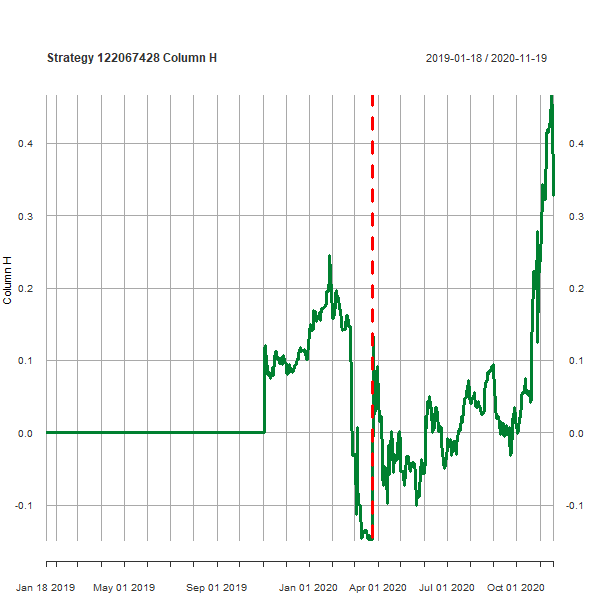 Strategy 122067428 Column H 2019-01-18 / 2020-11-19
0.4 0.4
0.3 0.3
0.2 0.2
0.1 0.1
0.0 0.0
-0.1 -0.1
Column H
Jan 18 2019 May 01 2019 Sep 01 2019 Jan 01 2020 Apr 01 2020 Jul 01 2020 Oct 01 2020